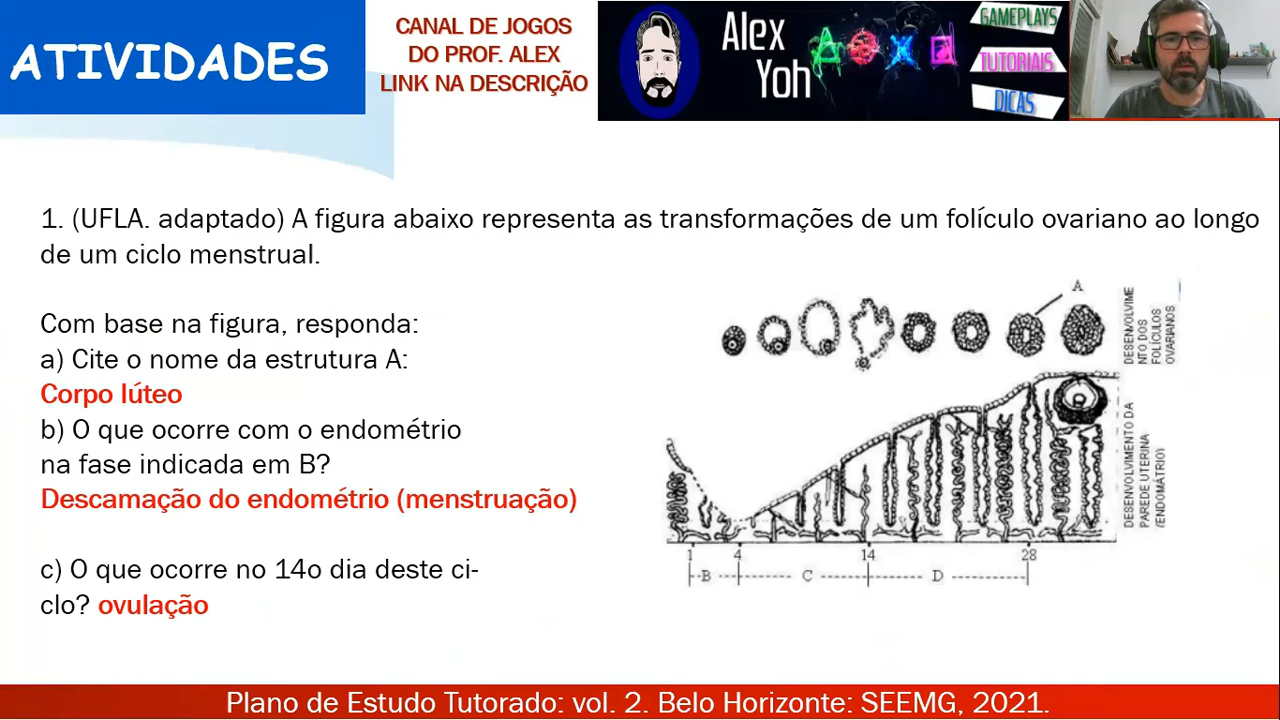 ATIVIDADES
CANAL DE JOGOS
DO PROF. ALEX
LINK NA DESCRIÇÃO
Alex
Yoh
GAMEPLAYS
TUTORIAIS
DICAS
1. (UFLA. adaptado) A figura abaixo representa as transformações de um folículo ovariano ao longo
de um ciclo menstrual.
Com base na figura, responda:
a) Cite o nome da estrutura A:
Corpo lúteo
b) O que ocorre com o endométrio
na fase indicada em B?
Descamação do endométrio (menstruação)
c) O que ocorre no 14o dia deste ci-
clo? ovulação
A
DESENVOLVIME
NTO DOS
FOLÍCULOS
OVARIANOS
DESENVOLVIMENTO DA
PAREDE UTERINA
(ENDOMÁTRIO)
1 4 14 28
B C D
Plano de Estudo Tutorado: vol. 2. Belo Horizonte: SEEMG, 2021.